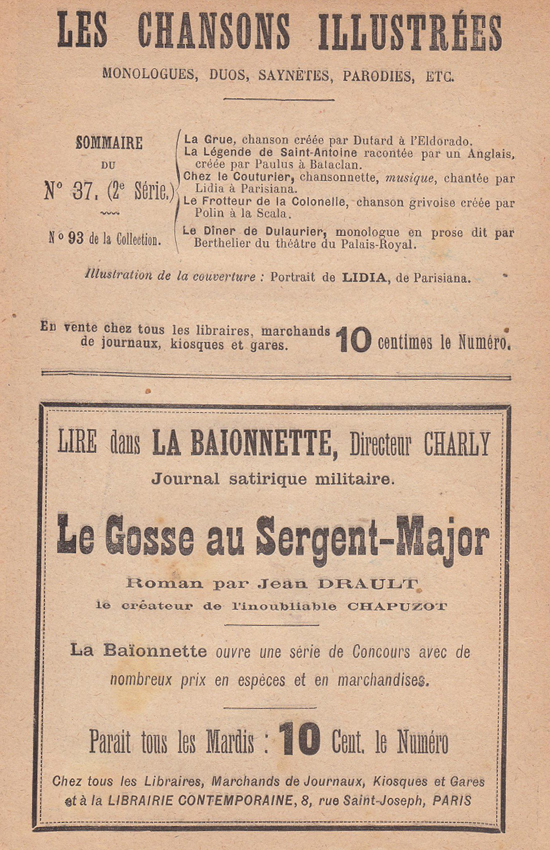 LES CHANSONS ILLUSTRÉES
MONOLOGUES, DUOS, SAYNÈTES, PARODIES, ETC.
SOMMAIRE
DU
Nº 37. (2e Série.)
Nº 93 de la Collection.
La Grue, chanson créée par Dutard à l'Eldorado.
La Légende de Saint-Antoine racontée par un Anglais,
créée par Paulus à Bataclan.
Chez le Couturier, chansonnette, musique, chantée par
Lidia à Parisiana.
Le Frotteur de la Colonelle, chanson grivoise créée par
Polin à la Scala.
Le Diner de Dulaurier, monologue en prose dit par
Berthelier du théâtre du Palais-Royal.
Illustration de la couverture : Portrait de LIDIA, de Parisiana.
En vente chez tous les libraires, marchands
de journaux, kiosques et gares.
10 centimes le Numéro.
LIRE dans LA BAIONNETTE, Directeur CHARLY
Journal satirique militaire.
Le Gosse au Sergent-Major
Roman par Jean DRAULT
le créateur de l'inoubliable CHAPUZOT
La Baïonnette ouvre une série de Concours avec de
nombreux prix en espèces et en marchandises.
Parait tous les Mardis : 10 Cent. le Numéro
Chez tous les Libraires, Marchands de Journaux, Kiosques et Gares
et à la LIBRAIRIE CONTEMPORAINE, 8, rue Saint-Joseph, PARIS